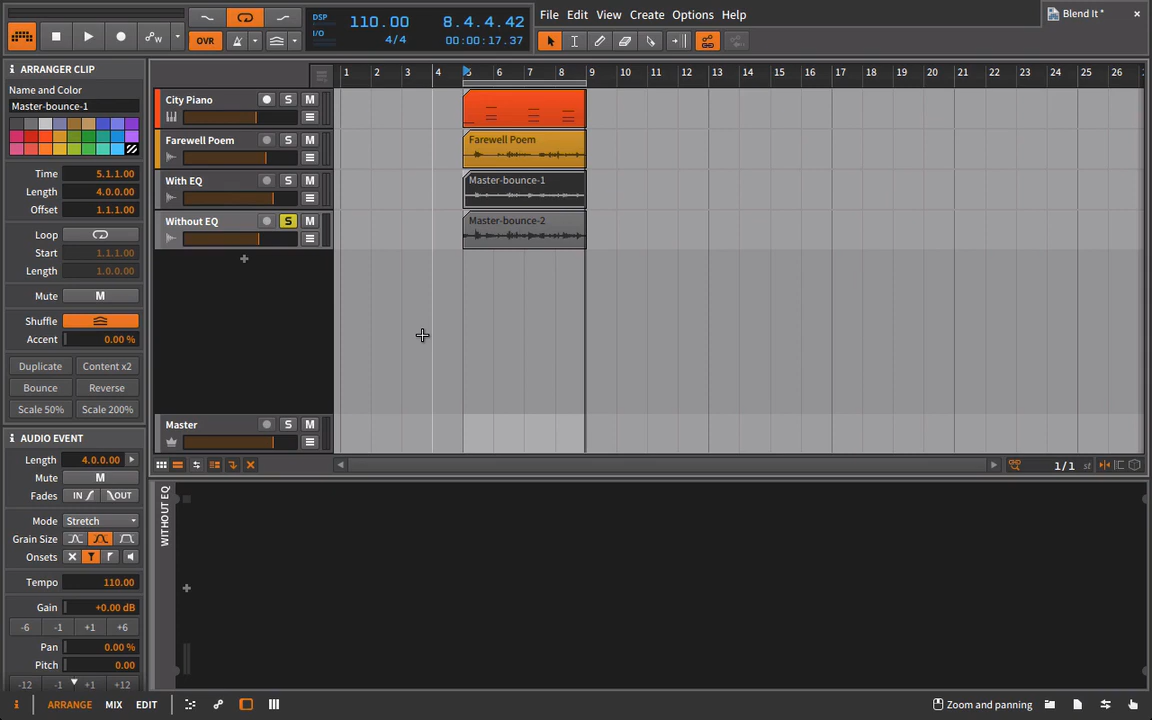 DSP
I/O
110.00
4/4
8.4.4.42
00:00:17.37
File Edit View Create Options Help
Blend It *
OVR
ARRANGER CLIP
Name and Color
Master-bounce-1
Time 5.1.1.00
Length 4.0.0.00
Offset 1.1.1.00
Loop
Start 1.1.1.00
Length 1.0.0.00
Mute M
Shuffle
Accent 0.00 %
Duplicate Content x2
Bounce Reverse
Scale 50% Scale 200%
AUDIO EVENT
Length 4.0.0.00
Mute M
Fades IN OUT
Mode Stretch
Grain Size
Onsets
Tempo 110.00
Gain +0.00 dB
-6 -1 +1 +6
Pan 0.00 %
Pitch 0.00
-12 -1 +1 +12
1 2 3 4 5 6 7 8 9 10 11 12 13 14 15 16 17 18 19 20 21 22 23 24 25 26
City Piano S M
Farewell Poem S M
Farewell Poem
With EQ S M
Master-bounce-1
Without EQ S M
Master-bounce-2
Master S M
1/1 st
WITHOUT EQ
i ARRANGE MIX EDIT
Zoom and panning